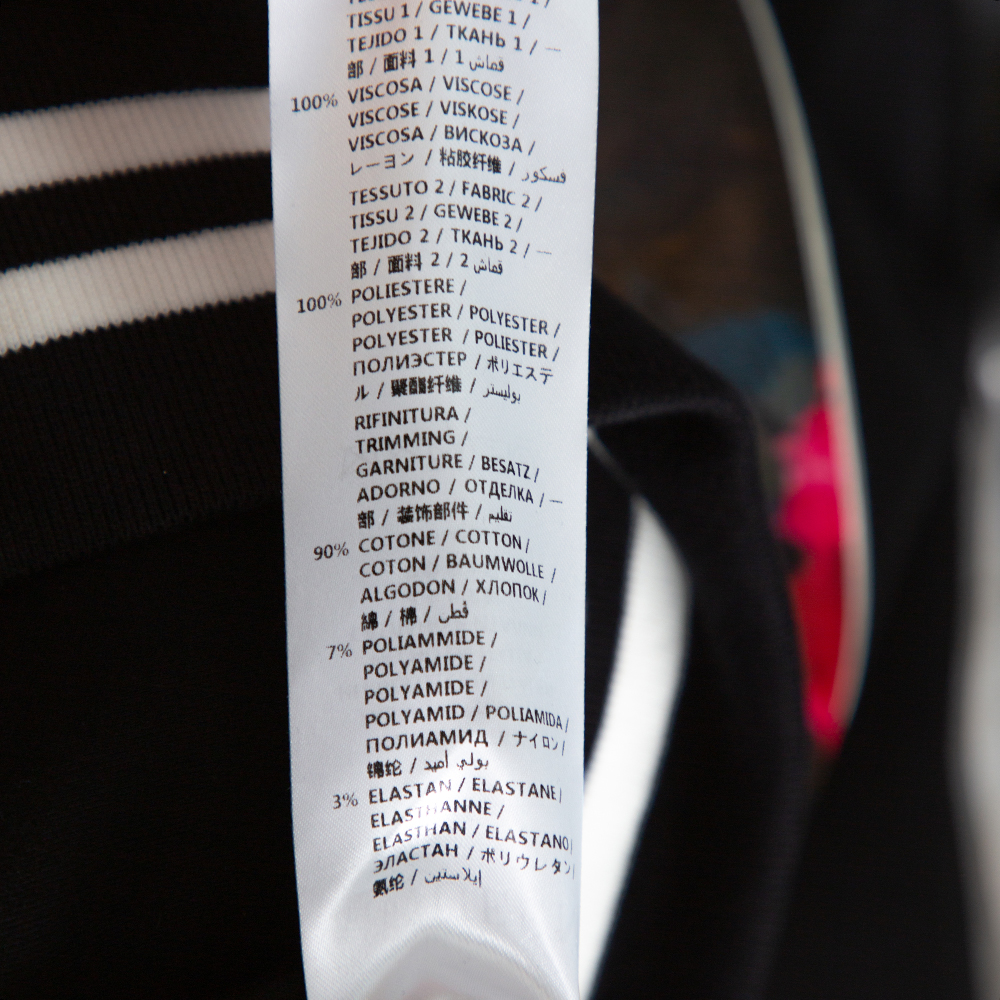 TISSU 1 / GEWEBE 1 /
TEJIDO 1 / ТКАНЬ 1 / 一
部 / 面料 1 / 1 قماش
100% VISCOSA / VISCOSE /
VISCOSE / VISKOSE /
VISCOSA / ВИСКОЗА /
レーヨン / 粘胶纤维 / فسكور
TESSUTO 2 / FABRIC 2 /
TISSU 2 / GEWEBE 2 /
TEJIDO 2 / ТКАНЬ 2 / 一
部 / 面料 2 / 2 قماش
100% POLIESTERE /
POLYESTER / POLYESTER /
POLYESTER / POLIESTER /
ПОЛИЭСТЕР / ポリエステ
ル / 聚酯纤维 / بوليستر
RIFINITURA /
TRIMMING /
GARNITURE / BESATZ /
ADORNO / ОТДЕЛКА / 一
部 / 装饰部件 / تقليم
90% COTONE / COTTON /
COTON / BAUMWOLLE /
ALGODON / ХЛОПОК /
綿 / 棉 / قطن
7% POLIAMMIDE /
POLYAMIDE /
POLYAMIDE /
POLYAMID / POLIAMIDA /
ПОЛИАМИД / ナイロン /
锦纶 / بولي أميد
3% ELASTAN / ELASTANE /
ELASTHANNE /
ELASTHAN / ELASTANO
ЭЛАСТАН / ポリウレタン /
氨纶 / إيلاستين